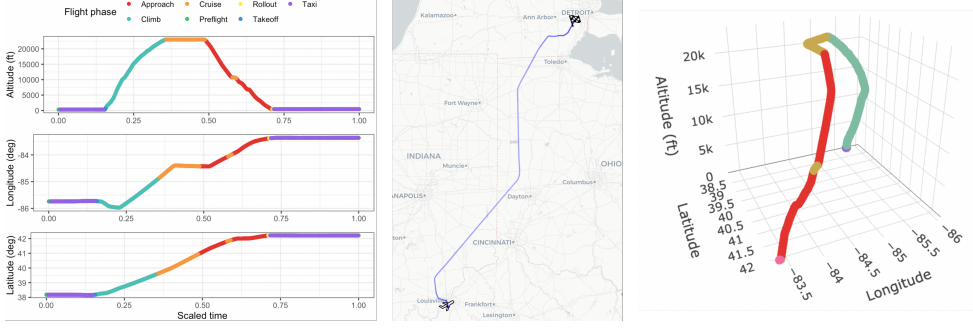 Flight phase
Approach Cruise Rollout Taxi
Climb Preflight Takeoff
Altitude (ft)
20000
15000
10000
5000
0
0.00 0.25 0.50 0.75 1.00
Longitude (deg)
-84
-85
-86
0.00 0.25 0.50 0.75 1.00
Latitude (deg)
42
41
40
39
38
0.00 0.25 0.50 0.75 1.00
Scaled time
Kalamazoo
DETROIT
Ann Arbor
Toledo
Fort Wayne
INDIANA
OHIO
Muncie
NAPOLIS
Columbus
Dayton
ton
CINCINNATI
Louisville
Frankfort
Lexington
Altitude (ft)
20k
15k
10k
5k
0
Latitude
38.5
39
39.5
40
40.5
41
41.5
42
−83.5
−84
−84.5
−85
−85.5
−86
Longitude